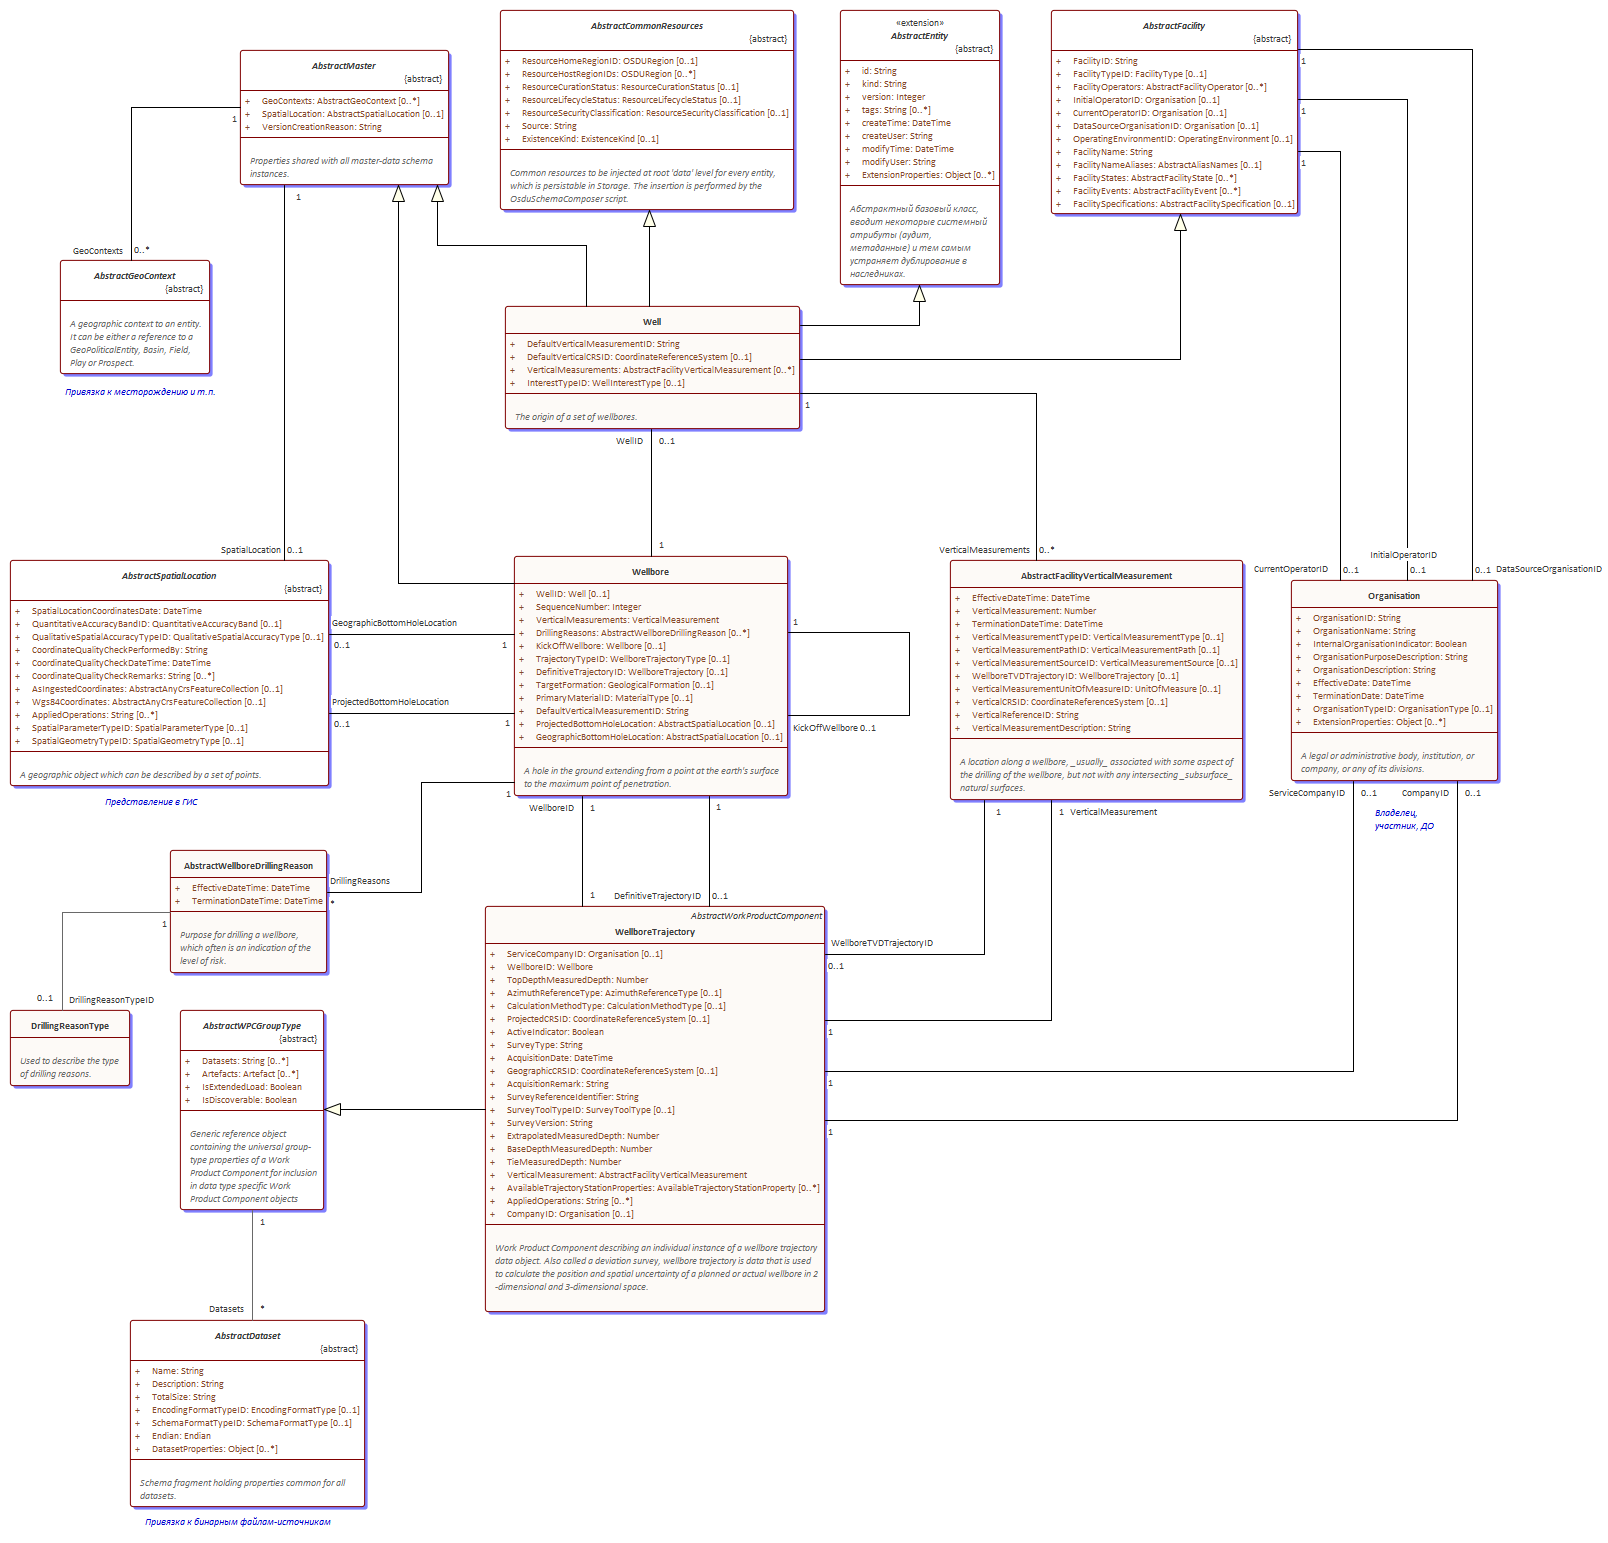 AbstractMaster
{abstract}
+ GeoContexts: AbstractGeoContext [0..*]
+ SpatialLocation: AbstractSpatialLocation [0..1]
+ VersionCreationReason: String
Properties shared with all master-data schema
instances.
AbstractCommonResources
{abstract}
+ ResourceHomeRegionID: OSDURegion [0..1]
+ ResourceHostRegionIDs: OSDURegion [0..*]
+ ResourceCurationStatus: ResourceCurationStatus [0..1]
+ ResourceLifecycleStatus: ResourceLifecycleStatus [0..1]
+ ResourceSecurityClassification: ResourceSecurityClassification [0..1]
+ Source: String
+ ExistenceKind: ExistenceKind [0..1]
Common resources to be injected at root 'data' level for every entity,
which is persistable in Storage. The insertion is performed by the
OsduSchemaComposer script.
«extension»
AbstractEntity
{abstract}
+ id: String
+ kind: String
+ version: Integer
+ tags: String [0..*]
+ createTime: DateTime
+ createUser: String
+ modifyTime: DateTime
+ modifyUser: String
+ ExtensionProperties: Object [0..*]
Абстрактный базовый класс,
вводит некоторые системный
атрибуты (аудит,
метаданные) и тем самым
устраняет дублирование в
наследниках.
AbstractFacility
{abstract}
+ FacilityID: String
+ FacilityTypeID: FacilityType [0..1]
+ FacilityOperators: AbstractFacilityOperator [0..*]
+ InitialOperatorID: Organisation [0..1]
+ CurrentOperatorID: Organisation [0..1]
+ DataSourceOrganisationID: Organisation [0..1]
+ OperatingEnvironmentID: OperatingEnvironment [0..1]
+ FacilityName: String
+ FacilityNameAliases: AbstractAliasNames [0..1]
+ FacilityStates: AbstractFacilityState [0..*]
+ FacilityEvents: AbstractFacilityEvent [0..*]
+ FacilitySpecifications: AbstractFacilitySpecification [0..1]
1
1
1
1
1
GeoContexts 0..*
AbstractGeoContext
{abstract}
A geographic context to an entity.
It can be either a reference to a
GeoPoliticalEntity, Basin, Field,
Play or Prospect.
Привязка к месторождению и т.п.
Well
+ DefaultVerticalMeasurementID: String
+ DefaultVerticalCRSID: CoordinateReferenceSystem [0..1]
+ VerticalMeasurements: AbstractFacilityVerticalMeasurement [0..*]
+ InterestTypeID: WellInterestType [0..1]
The origin of a set of wellbores.
1
WellID 0..1
1
SpatialLocation 0..1
VerticalMeasurements 0..*
CurrentOperatorID 0..1
InitialOperatorID
0..1
0..1 DataSourceOrganisationID
AbstractSpatialLocation
{abstract}
+ SpatialLocationCoordinatesDate: DateTime
+ QuantitativeAccuracyBandID: QuantitativeAccuracyBand [0..1]
+ QualitativeSpatialAccuracyTypeID: QualitativeSpatialAccuracyType [0..1]
+ CoordinateQualityCheckPerformedBy: String
+ CoordinateQualityCheckDateTime: DateTime
+ CoordinateQualityCheckRemarks: String [0..*]
+ AsIngestedCoordinates: AbstractAnyCrsFeatureCollection [0..1]
+ Wgs84Coordinates: AbstractAnyCrsFeatureCollection [0..1]
+ AppliedOperations: String [0..*]
+ SpatialParameterTypeID: SpatialParameterType [0..1]
+ SpatialGeometryTypeID: SpatialGeometryType [0..1]
A geographic object which can be described by a set of points.
Представление в ГИС
GeographicBottomHoleLocation
0..1 1
ProjectedBottomHoleLocation
0..1 1
Wellbore
+ WellID: Well [0..1]
+ SequenceNumber: Integer
+ VerticalMeasurements: VerticalMeasurement
+ DrillingReasons: AbstractWellboreDrillingReason [0..*]
+ KickOffWellbore: Wellbore [0..1]
+ TrajectoryTypeID: WellboreTrajectoryType [0..1]
+ DefinitiveTrajectoryID: WellboreTrajectory [0..1]
+ TargetFormation: GeologicalFormation [0..1]
+ PrimaryMaterialID: MaterialType [0..1]
+ DefaultVerticalMeasurementID: String
+ ProjectedBottomHoleLocation: AbstractSpatialLocation [0..1]
+ GeographicBottomHoleLocation: AbstractSpatialLocation [0..1]
A hole in the ground extending from a point at the earth's surface
to the maximum point of penetration.
1
KickOffWellbore 0..1
AbstractFacilityVerticalMeasurement
+ EffectiveDateTime: DateTime
+ VerticalMeasurement: Number
+ TerminationDateTime: DateTime
+ VerticalMeasurementTypeID: VerticalMeasurementType [0..1]
+ VerticalMeasurementPathID: VerticalMeasurementPath [0..1]
+ VerticalMeasurementSourceID: VerticalMeasurementSource [0..1]
+ WellboreTVDTrajectoryID: WellboreTrajectory [0..1]
+ VerticalMeasurementUnitOfMeasureID: UnitOfMeasure [0..1]
+ VerticalCRSID: CoordinateReferenceSystem [0..1]
+ VerticalReferenceID: String
+ VerticalMeasurementDescription: String
A location along a wellbore, _usually_ associated with some aspect of
the drilling of the wellbore, but not with any intersecting _subsurface_
natural surfaces.
Organisation
+ OrganisationID: String
+ OrganisationName: String
+ InternalOrganisationIndicator: Boolean
+ OrganisationPurposeDescription: String
+ OrganisationDescription: String
+ EffectiveDate: DateTime
+ TerminationDate: DateTime
+ OrganisationTypeID: OrganisationType [0..1]
+ ExtensionProperties: Object [0..*]
A legal or administrative body, institution, or
company, or any of its divisions.
ServiceCompanyID 0..1
CompanyID 0..1
Владелец,
участник, ДО
1
WellboreID 1
1
1
1 VerticalMeasurement
DrillingReasons
*
1
DefinitiveTrajectoryID 0..1
AbstractWellboreDrillingReason
+ EffectiveDateTime: DateTime
+ TerminationDateTime: DateTime
Purpose for drilling a wellbore,
which often is an indication of the
level of risk.
1
0..1 DrillingReasonTypeID
DrillingReasonType
Used to describe the type
of drilling reasons.
AbstractWPCGroupType
{abstract}
+ Datasets: String [0..*]
+ Artefacts: Artefact [0..*]
+ IsExtendedLoad: Boolean
+ IsDiscoverable: Boolean
Generic reference object
containing the universal group-
type properties of a Work
Product Component for inclusion
in data type specific Work
Product Component objects
1
Datasets *
AbstractWorkProductComponent
WellboreTrajectory
+ ServiceCompanyID: Organisation [0..1]
+ WellboreID: Wellbore
+ TopDepthMeasuredDepth: Number
+ AzimuthReferenceType: AzimuthReferenceType [0..1]
+ CalculationMethodType: CalculationMethodType [0..1]
+ ProjectedCRSID: CoordinateReferenceSystem [0..1]
+ ActiveIndicator: Boolean
+ SurveyType: String
+ AcquisitionDate: DateTime
+ GeographicCRSID: CoordinateReferenceSystem [0..1]
+ AcquisitionRemark: String
+ SurveyReferenceIdentifier: String
+ SurveyToolTypeID: SurveyToolType [0..1]
+ SurveyVersion: String
+ ExtrapolatedMeasuredDepth: Number
+ BaseDepthMeasuredDepth: Number
+ TieMeasuredDepth: Number
+ VerticalMeasurement: AbstractFacilityVerticalMeasurement
+ AvailableTrajectoryStationProperties: AvailableTrajectoryStationProperty [0..*]
+ AppliedOperations: String [0..*]
+ CompanyID: Organisation [0..1]
Work Product Component describing an individual instance of a wellbore trajectory
data object. Also called a deviation survey, wellbore trajectory is data that is used
to calculate the position and spatial uncertainty of a planned or actual wellbore in 2
-dimensional and 3-dimensional space.
WellboreTVDTrajectoryID
0..1
1
1
1
AbstractDataset
{abstract}
+ Name: String
+ Description: String
+ TotalSize: String
+ EncodingFormatTypeID: EncodingFormatType [0..1]
+ SchemaFormatTypeID: SchemaFormatType [0..1]
+ Endian: Endian
+ DatasetProperties: Object [0..*]
Schema fragment holding properties common for all
datasets.
Привязка к бинарным файлам-источникам